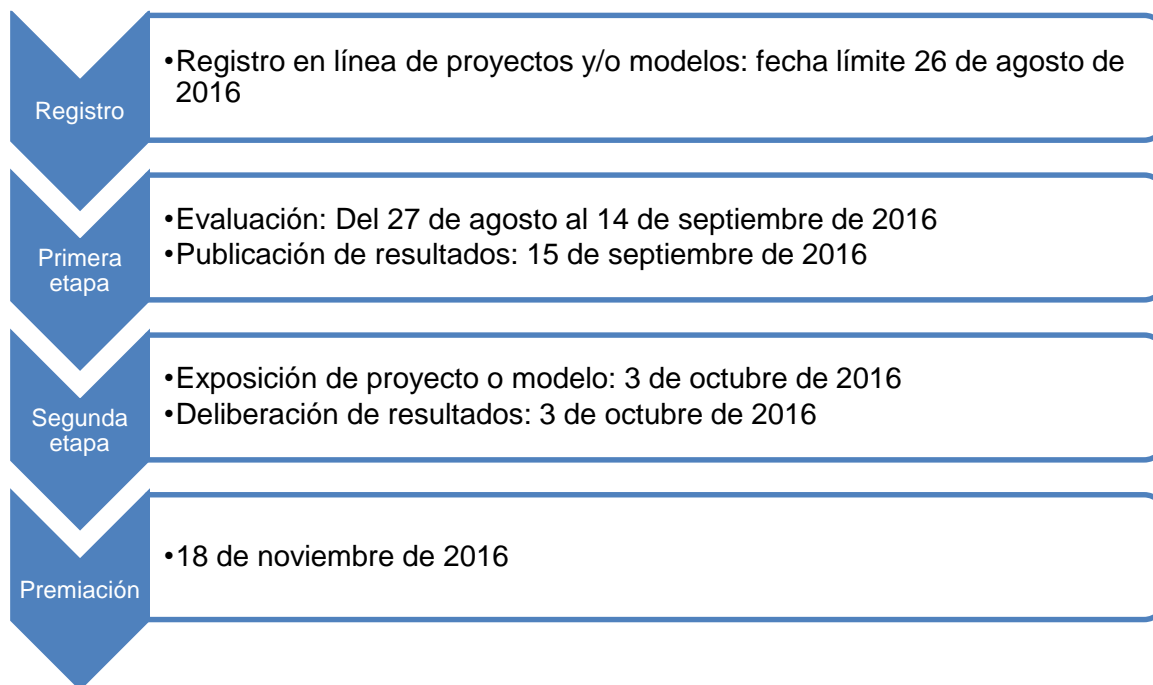 Registro
•Registro en línea de proyectos y/o modelos: fecha límite 26 de agosto de
2016
Primera
etapa
•Evaluación: Del 27 de agosto al 14 de septiembre de 2016
•Publicación de resultados: 15 de septiembre de 2016
Segunda
etapa
•Exposición de proyecto o modelo: 3 de octubre de 2016
•Deliberación de resultados: 3 de octubre de 2016
Premiación
•18 de noviembre de 2016